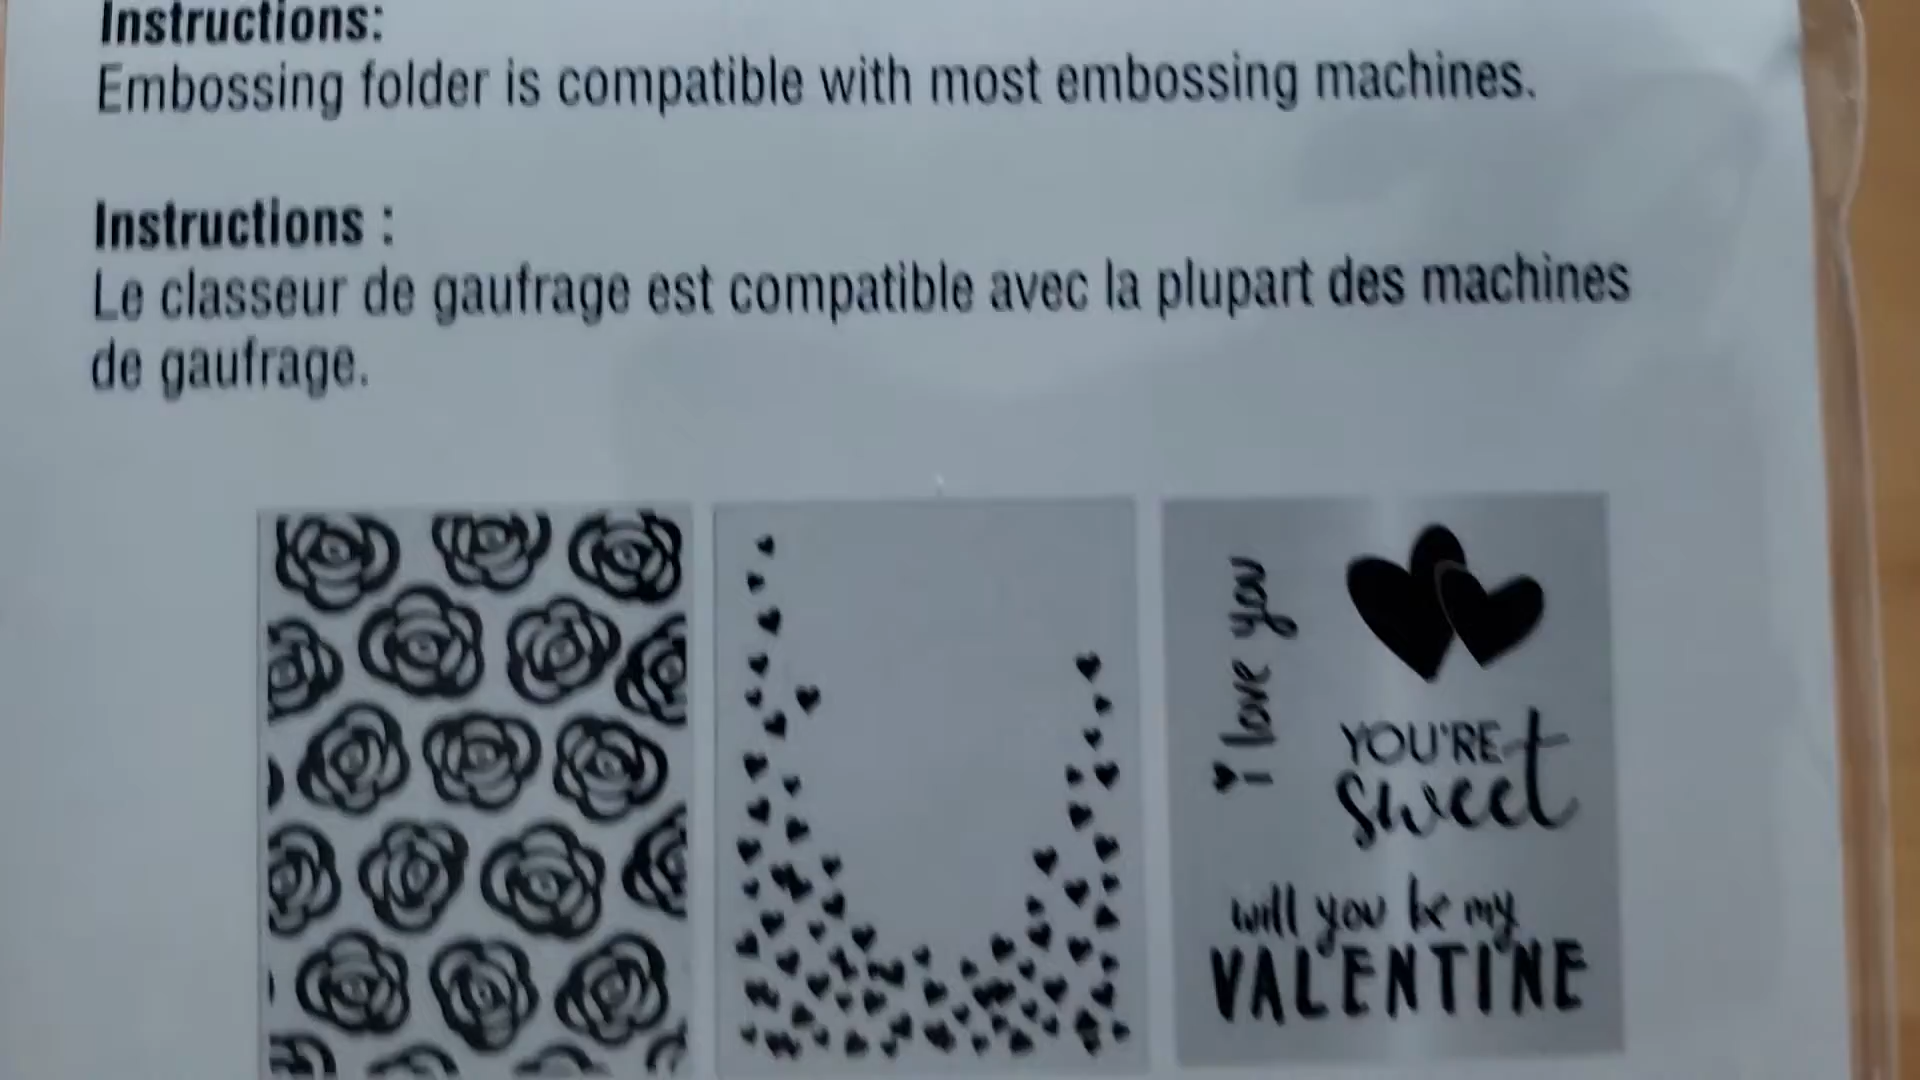 Instructions:
Embossing folder is compatible with most embossing machines.
Instructions :
Le classeur de gaufrage est compatible avec la plupart des machines
de gaufrage.
I love you
YOU'RE
sweet
will you be my
VALENTINE